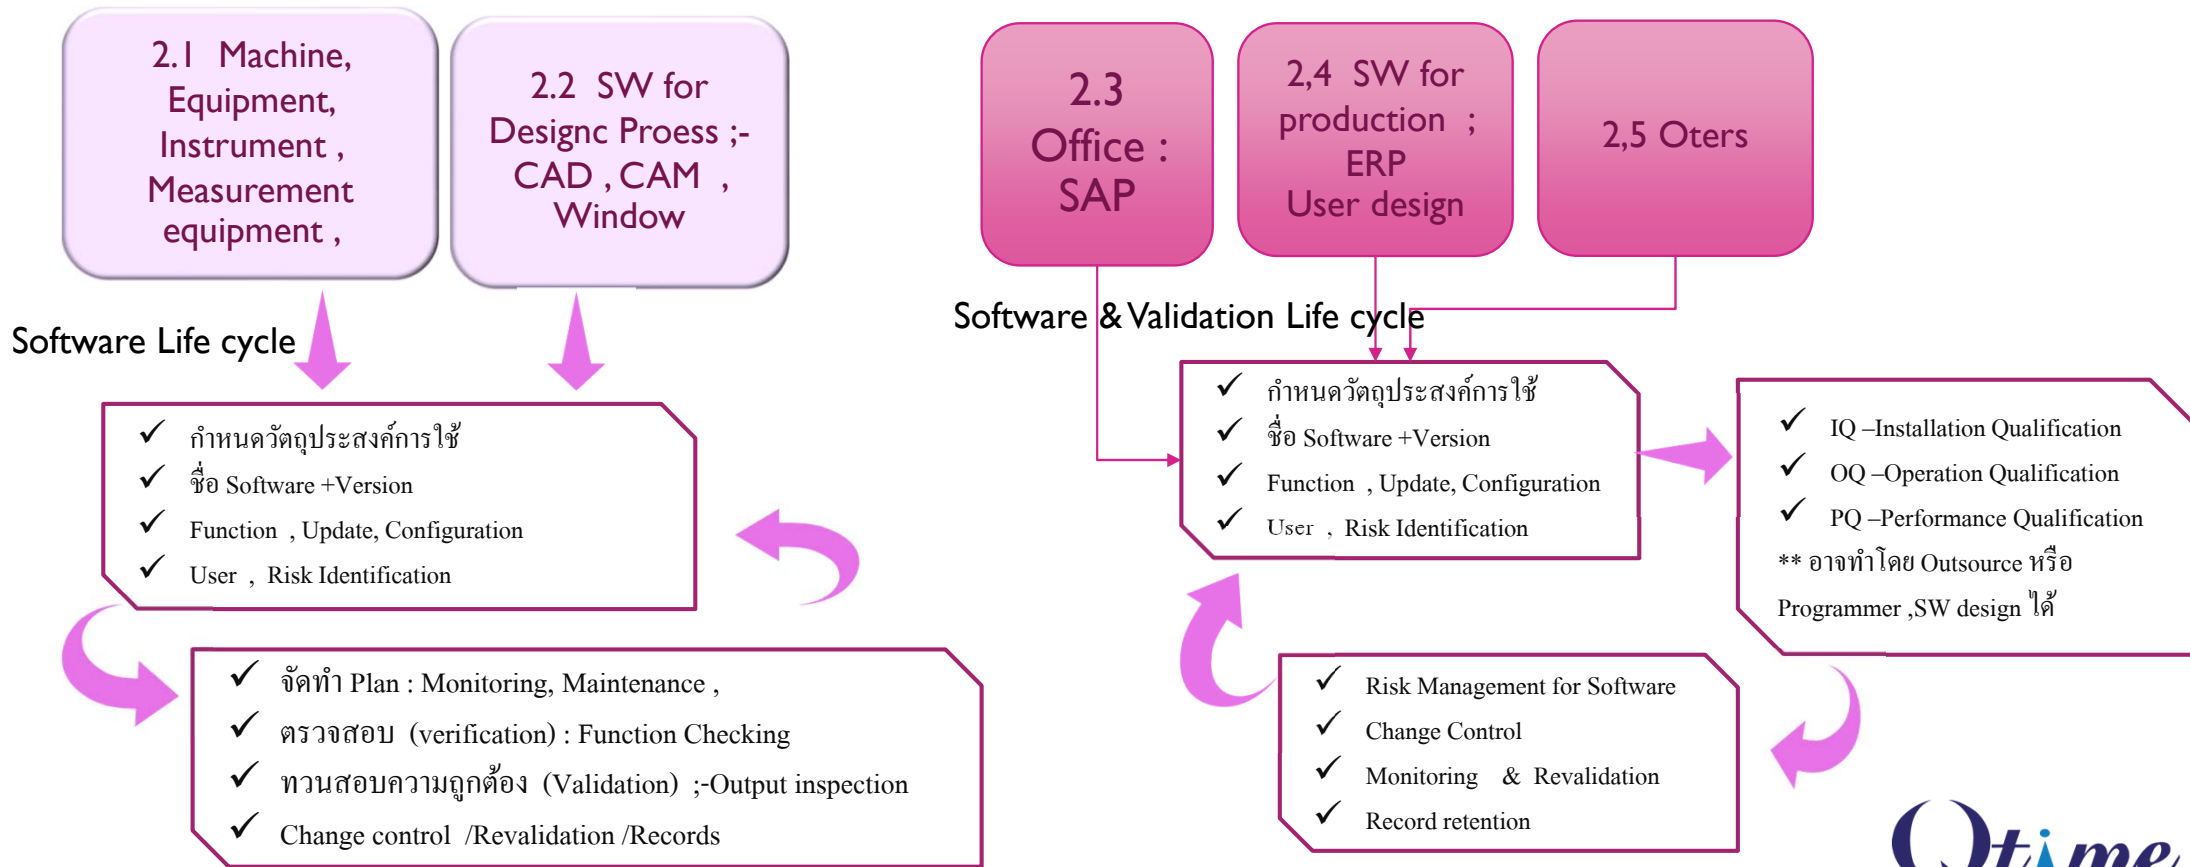 2.1 Machine,
Equipment,
Instrument ,
Measurement
equipment ,
2.2 SW for
Designc Proess ;-
CAD , CAM ,
Window
Software Life cycle
✓ กำหนดวัตถุประสงค์การใช้
✓ ชื่อ Software +Version
✓ Function , Update, Configuration
✓ User , Risk Identification
✓ จัดทำ Plan : Monitoring, Maintenance ,
✓ ตรวจสอบ (verification) : Function Checking
✓ ทวนสอบความถูกต้อง (Validation) ;-Output inspection
✓ Change control /Revalidation /Records
2.3
Office :
SAP
2,4 SW for
production ;
ERP
User design
2,5 Oters
Software & Validation Life cycle
✓ กำหนดวัตถุประสงค์การใช้
✓ ชื่อ Software +Version
✓ Function , Update, Configuration
✓ User , Risk Identification
✓ IQ –Installation Qualification
✓ OQ –Operation Qualification
✓ PQ –Performance Qualification
** อาจทำโดย Outsource หรือ
Programmer ,SW design ได้
✓ Risk Management for Software
✓ Change Control
✓ Monitoring & Revalidation
✓ Record retention
Qtime